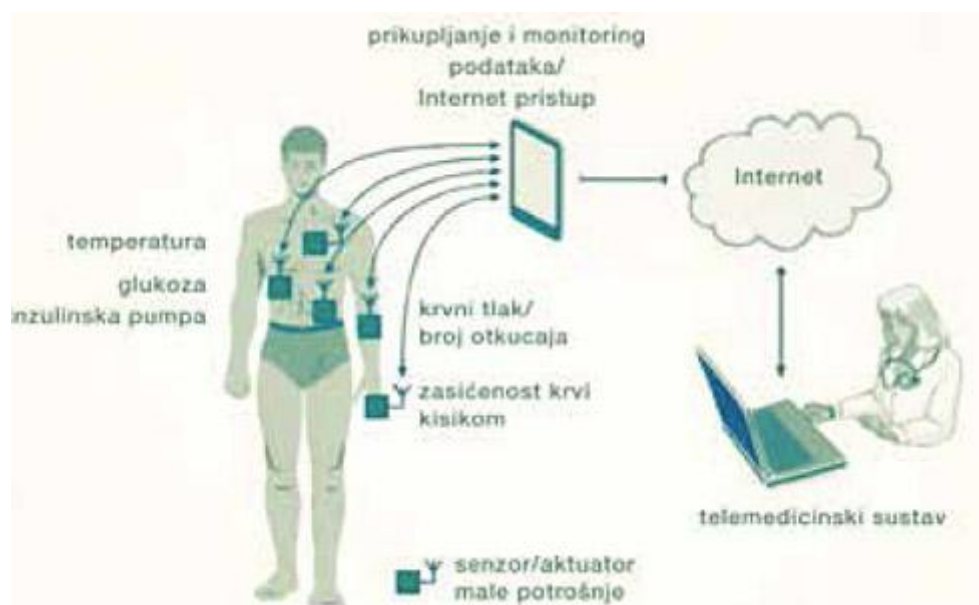 prikupljanje i monitoring
podataka/
Internet pristup
Internet
temperatura
glukoza
nzulinska pumpa
krvni tlak/
broj otkucaja
zasićenost krvi
kisikom
telemedicinski sustav
senzor/aktuator
male potrošnje